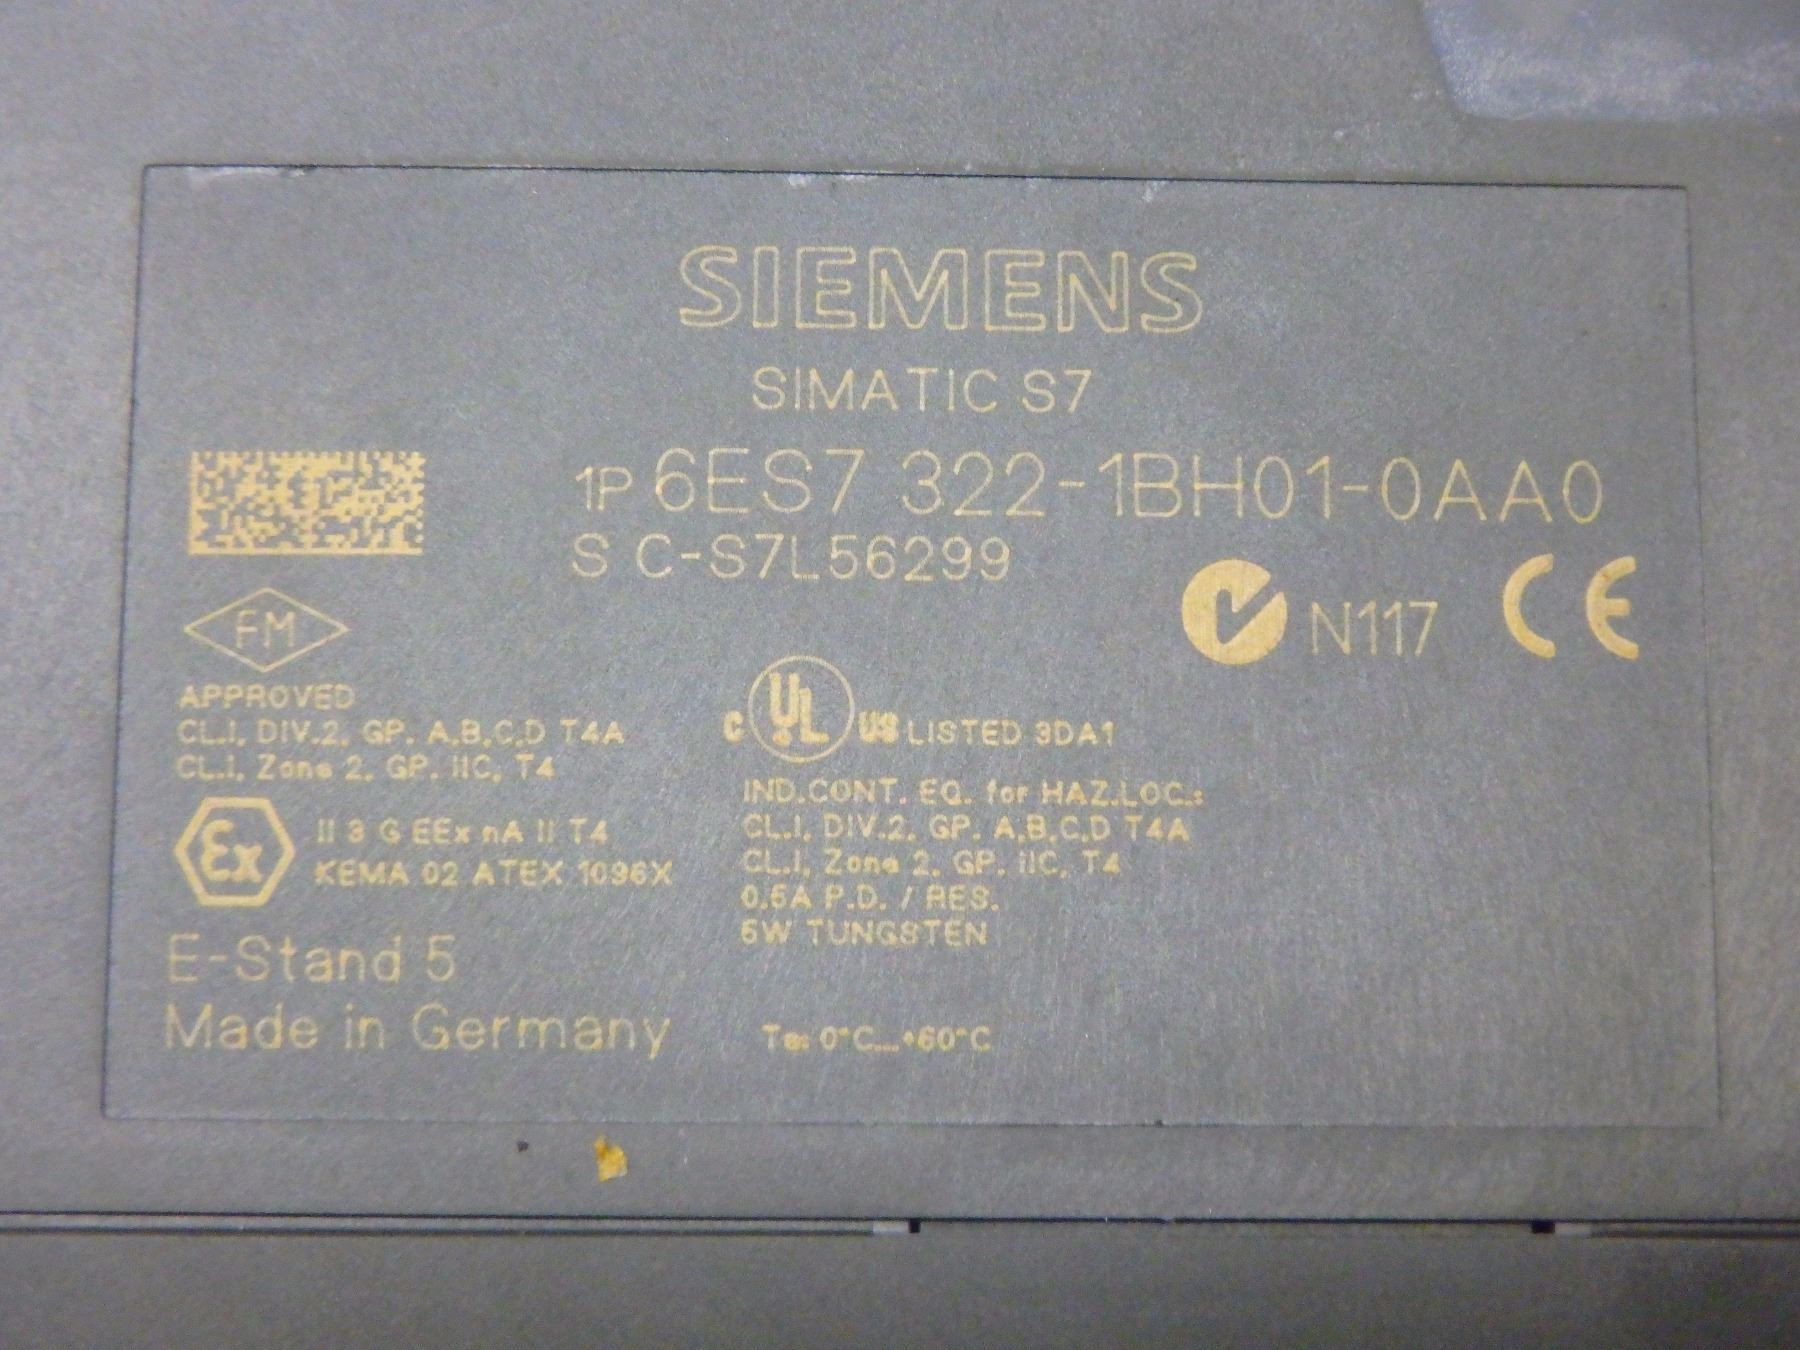 SIEMENS
SIMATIC S7
1P 6ES7 322-1BH01-0AA0
S C-S7L56299
N117 CE
FM
APPROVED
CL.I, DIV.2, GP. A,B,C,D T4A
CL.I, Zone 2, GP. IIC, T4
Ex II 3 G EEx nA II T4
KEMA 02 ATEX 1096X
E-Stand 5
Made in Germany
C UL US LISTED 3DA1
IND.CONT. EQ. for HAZ.LOC.:
CL.I, DIV.2, GP. A,B,C,D T4A
CL.I, Zone 2, GP. IIC, T4
0.5A P.D. / RES.
5W TUNGSTEN
Ta: 0°C...+60°C